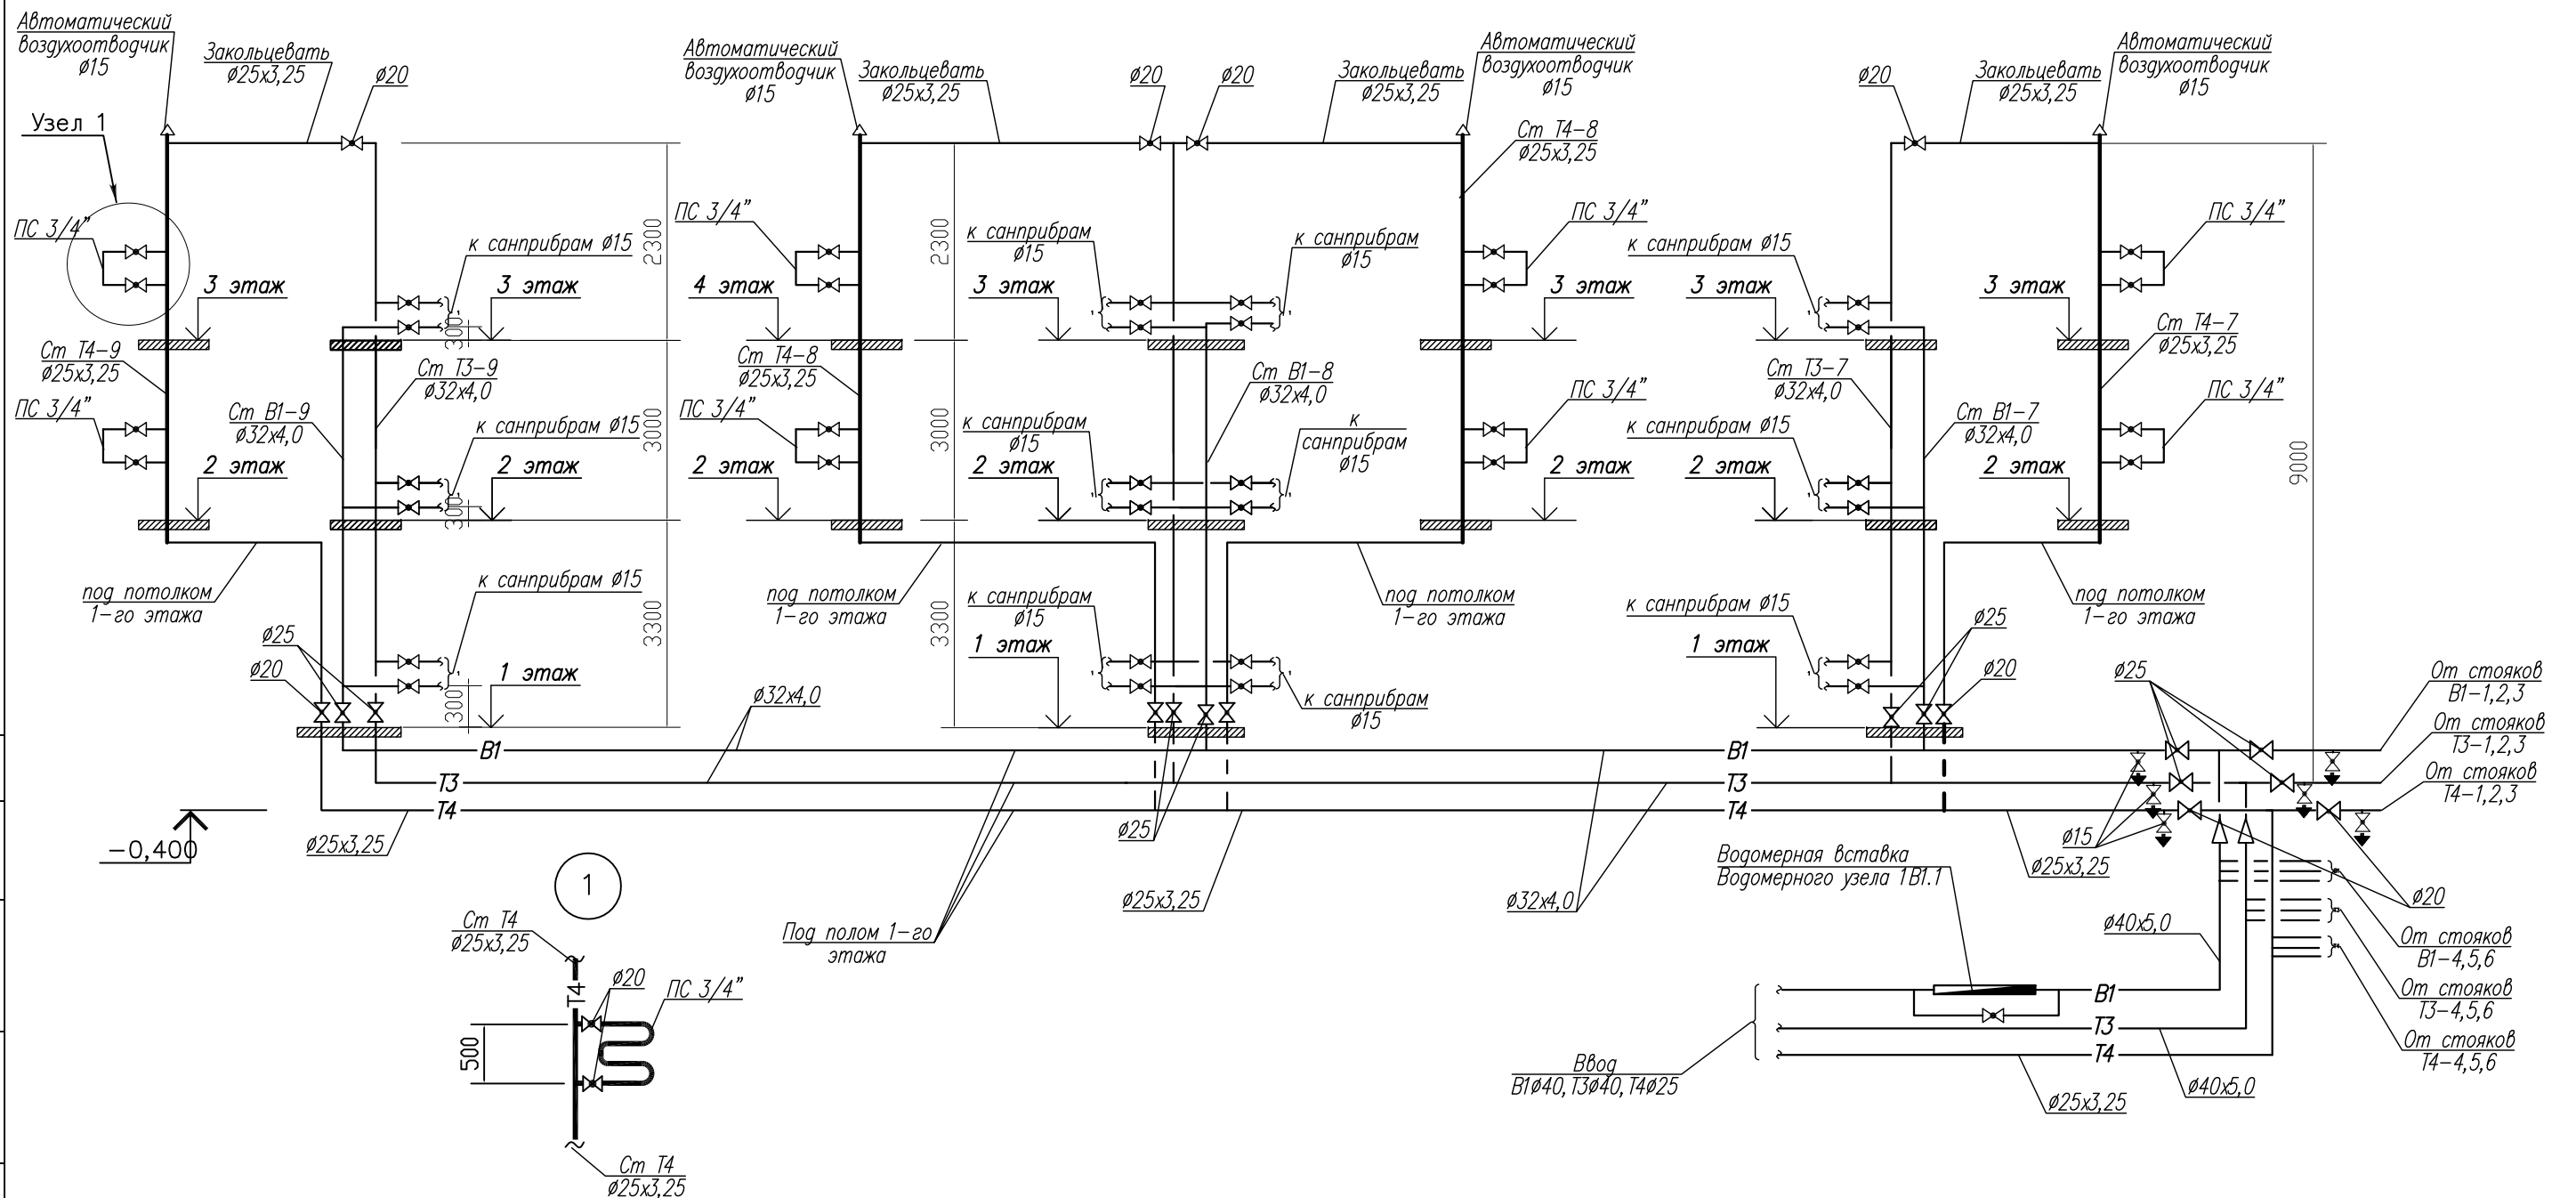 Автоматический
воздухоотводчик
ø15
Закольцевать
ø25х3,25
ø20
Автоматический
воздухоотводчик
ø15
Закольцевать
ø25х3,25
ø20
ø20
Закольцевать
ø25х3,25
Автоматический
воздухоотводчик
ø15
ø20
Закольцевать
ø25х3,25
Автоматический
воздухоотводчик
ø15
Узел 1
Ст Т4-8
ø25х3,25
ПС 3/4"
к санприбрам ø15
2300
ПС 3/4"
2300
к санприбрам
ø15
к санприбрам
ø15
ПС 3/4"
к санприбрам ø15
ПС 3/4"
3 этаж
3 этаж
4 этаж
3 этаж
3 этаж
3 этаж
3 этаж
300
Ст Т4-9
ø25х3,25
Ст Т3-9
ø32х4,0
Ст Т4-8
ø25х3,25
Ст В1-8
ø32х4,0
Ст Т3-7
ø32х4,0
Ст Т4-7
ø25х3,25
ПС 3/4"
Ст В1-9
ø32х4,0
к санприбрам ø15
3000
ПС 3/4"
3000
к санприбрам
ø15
к
санприбрам
ø15
ПС 3/4"
к санприбрам ø15
Ст В1-7
ø32х4,0
ПС 3/4"
9000
2 этаж
2 этаж
2 этаж
2 этаж
2 этаж
2 этаж
2 этаж
300
под потолком
1-го этажа
к санприбрам ø15
3300
под потолком
1-го этажа
3300
к санприбрам
ø15
под потолком
1-го этажа
к санприбрам ø15
под потолком
1-го этажа
ø25
ø20
1 этаж
300
1 этаж
к санприбрам
ø15
1 этаж
ø25
ø20
ø32х4,0
ø25
От стояков
В1-1,2,3
От стояков
Т3-1,2,3
От стояков
Т4-1,2,3
В1
В1
Т3
Т3
Т4
Т4
-0,400
ø25х3,25
ø25
ø15
ø25х3,25
1
ø25х3,25
ø32х4,0
Водомерная вставка
Водомерного узела 1В1.1
ø20
Под полом 1-го
этажа
Ст Т4
ø25х3,25
ø40х5,0
От стояков
В1-4,5,6
От стояков
Т3-4,5,6
От стояков
Т4-4,5,6
ø20
ПС 3/4"
Т4
500
В1
Т3
Т4
Ввод
В1ø40,Т3ø40,Т4ø25
ø40х5,0
ø25х3,25
Ст Т4
ø25х3,25